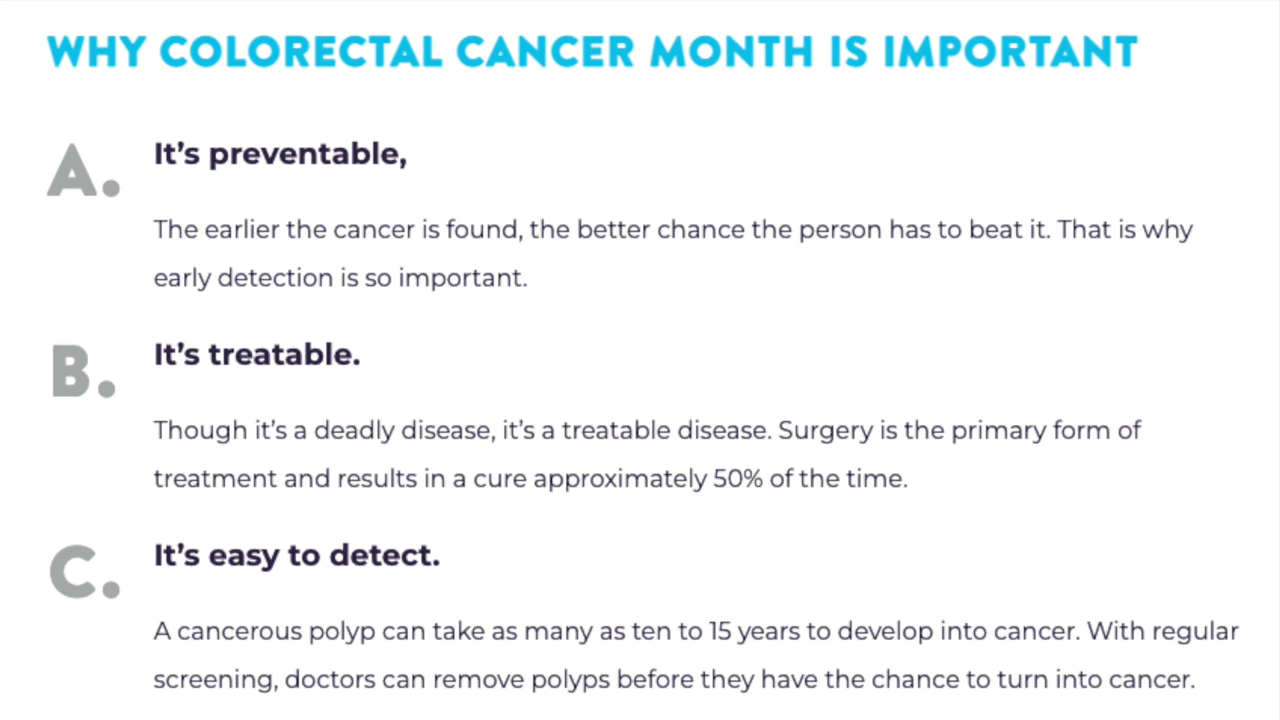 WHY COLORECTAL CANCER MONTH IS IMPORTANT
A. It’s preventable,
The earlier the cancer is found, the better chance the person has to beat it. That is why
early detection is so important.
B. It’s treatable.
Though it’s a deadly disease, it’s a treatable disease. Surgery is the primary form of
treatment and results in a cure approximately 50% of the time.
C. It’s easy to detect.
A cancerous polyp can take as many as ten to 15 years to develop into cancer. With regular
screening, doctors can remove polyps before they have the chance to turn into cancer.